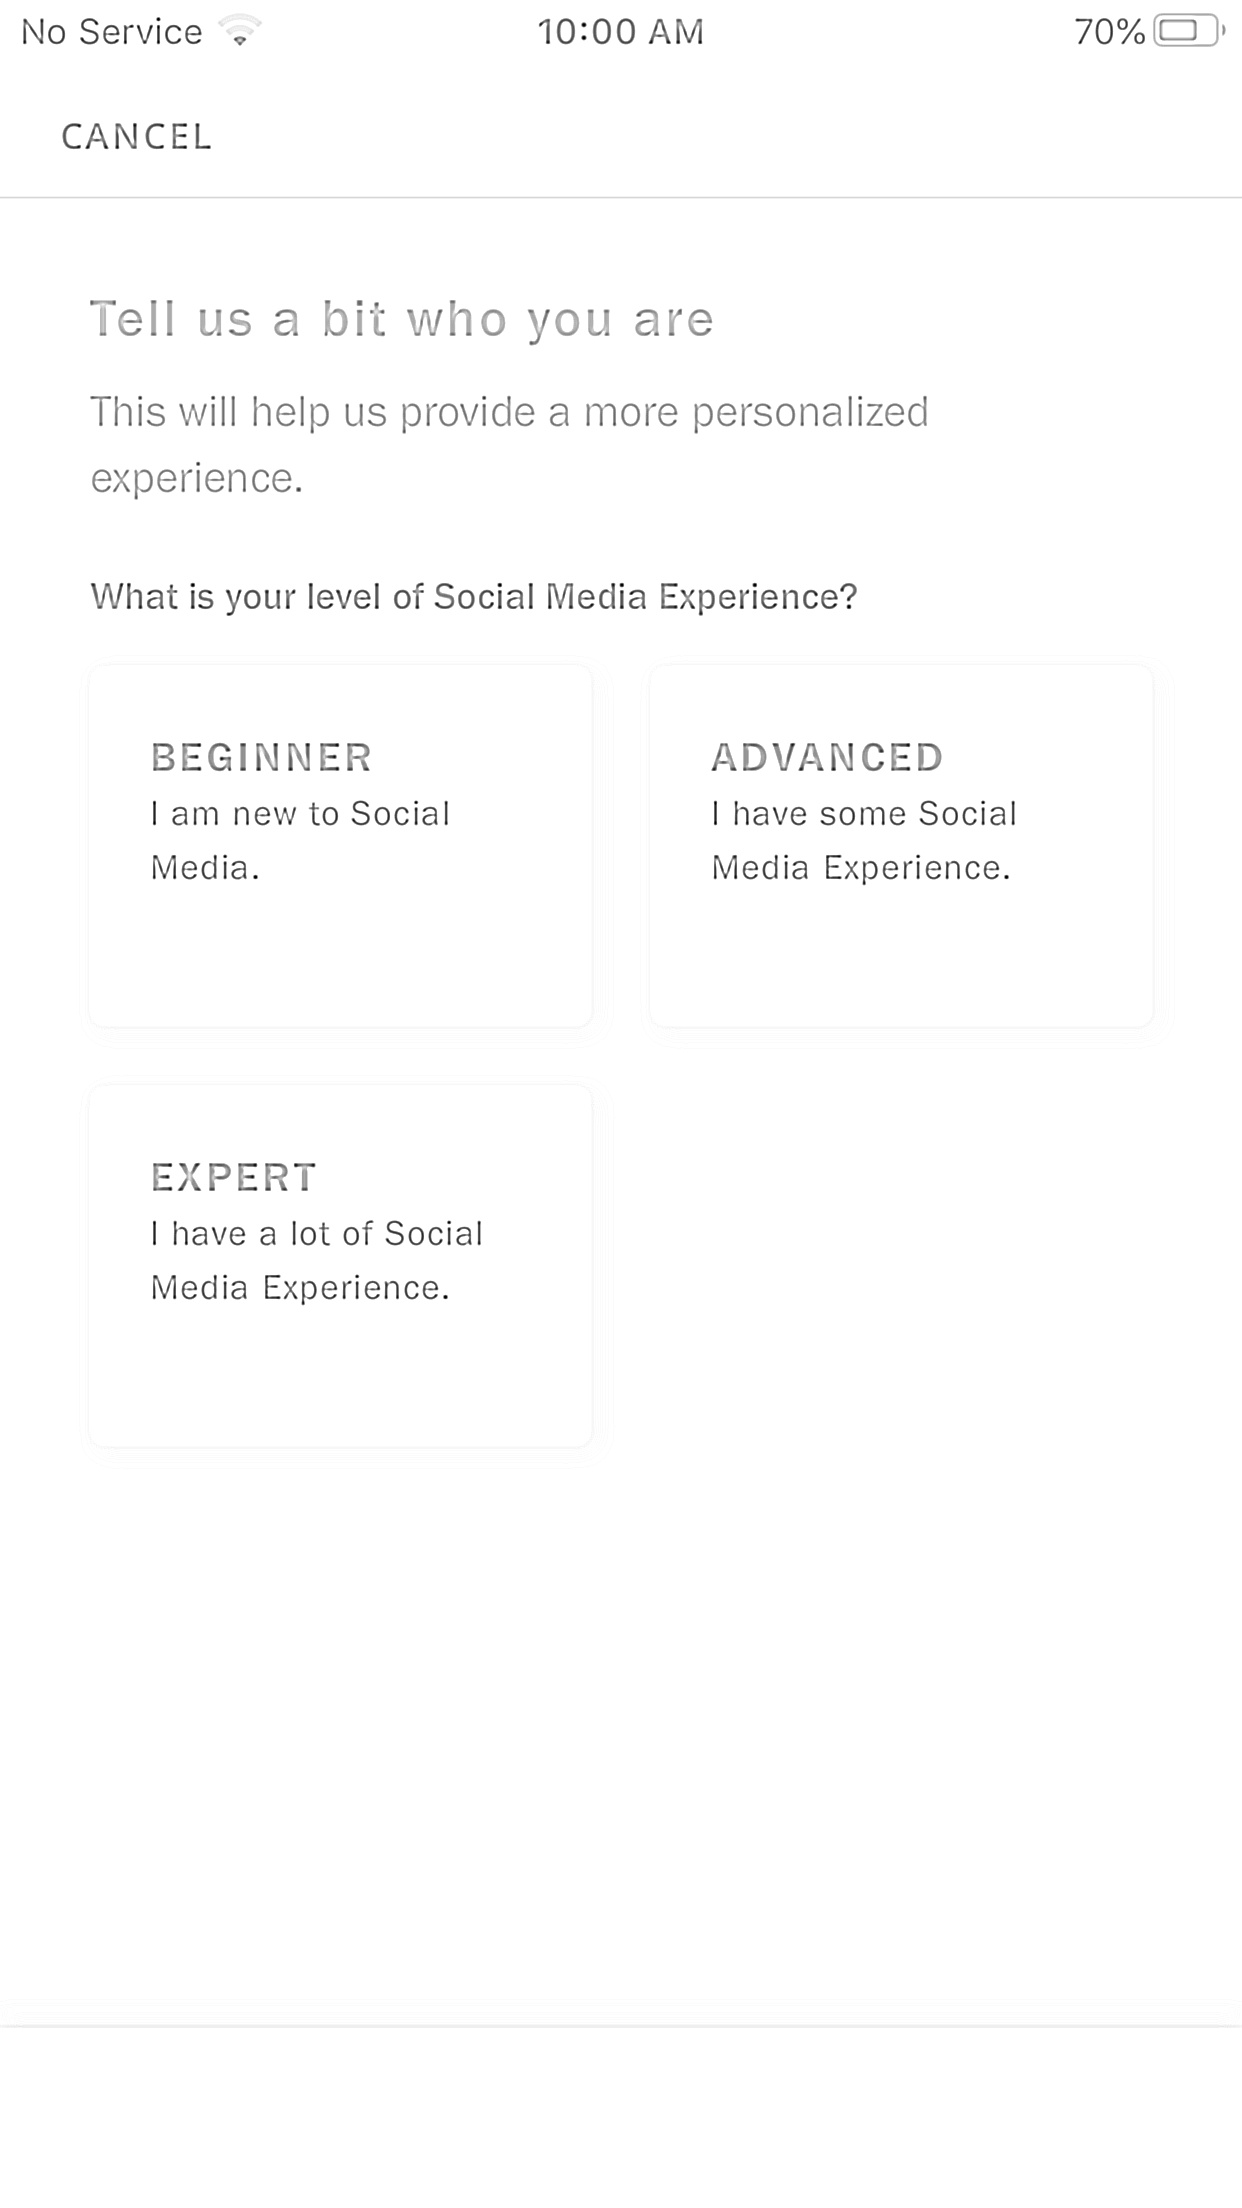 No Service 10:00 AM 70%
CANCEL
Tell us a bit who you are
This will help us provide a more personalized
experience.
What is your level of Social Media Experience?
BEGINNER
I am new to Social
Media.
ADVANCED
I have some Social
Media Experience.
EXPERT
I have a lot of Social
Media Experience.